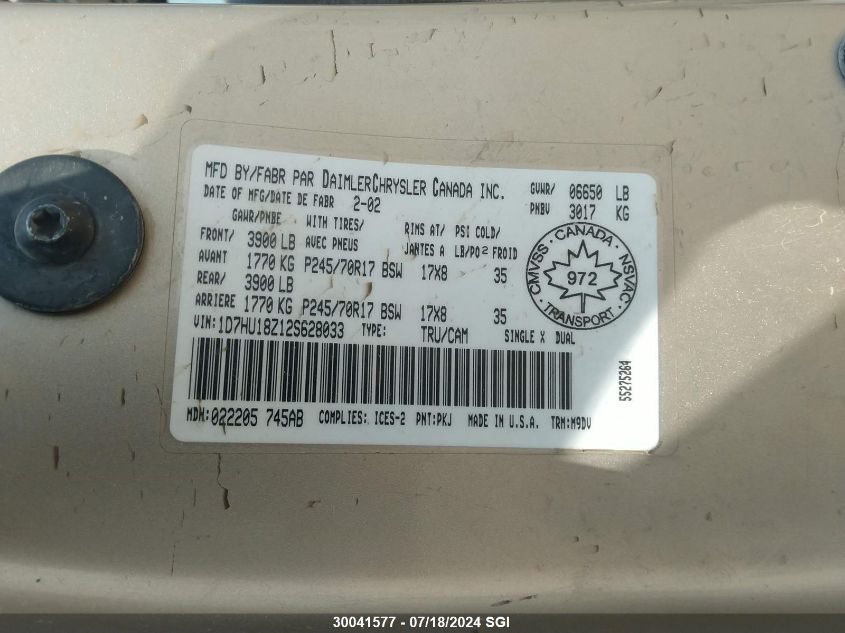 MFD BY/FABR PAR DAIMLERCHRYSLER CANADA INC.
DATE OF MFG/DATE DE FABR 2-02
GVWR/ 06650 LB
PNBV 3017 KG
GAWR/PNBE WITH TIRES/ RIMS AT/ PSI COLD/
FRONT/ 3900 LB AVEC PNEUS JANTES A LB/PO² FROID
AVANT 1770 KG P245/70R17 BSW 17X8 35
REAR/ 3900 LB
ARRIERE 1770 KG P245/70R17 BSW 17X8 35
VIN: 1D7HU18Z12S628033 TYPE: TRU/CAM SINGLE X DUAL
CANADA
CMVSS · NSVAC
972
TRANSPORT
55275264
MDH: 022205 745AB COMPLIES: ICES-2 PNT: PKJ MADE IN U.S.A. TRM: M9DV
30041577 - 07/18/2024 SGI